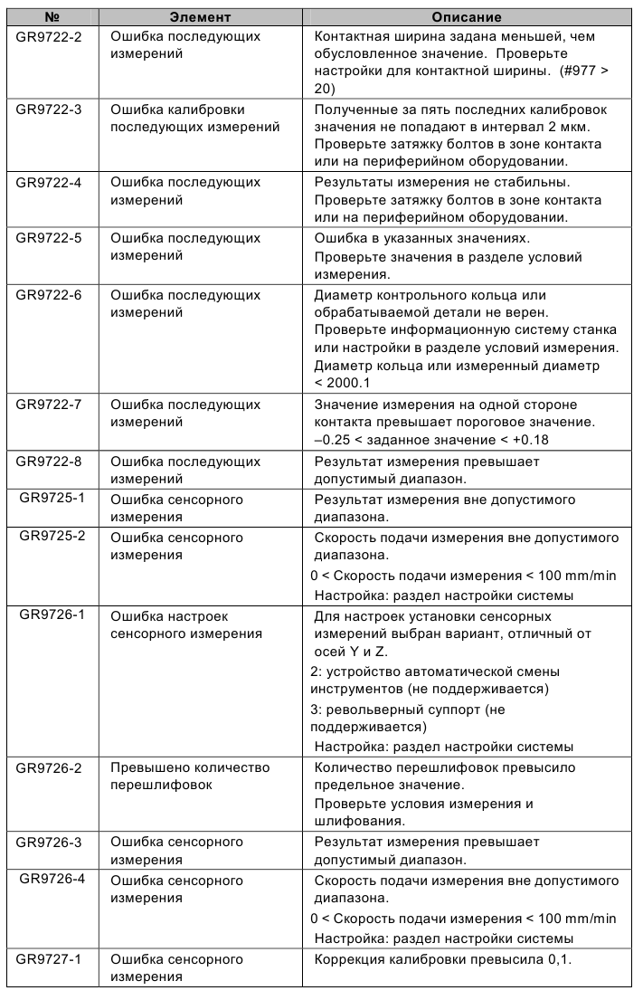 № Элемент Описание
GR9722-2 Ошибка последующих Контактная ширина задана меньшей, чем
измерений обусловленное значение. Проверьте
настройки для контактной ширины. (#977 >
20)
GR9722-3 Ошибка калибровки Полученные за пять последних калибровок
последующих измерений значения не попадают в интервал 2 мкм.
Проверьте затяжку болтов в зоне контакта
или на периферийном оборудовании.
GR9722-4 Ошибка последующих Результаты измерения не стабильны.
измерений Проверьте затяжку болтов в зоне контакта
или на периферийном оборудовании.
GR9722-5 Ошибка последующих Ошибка в указанных значениях.
измерений Проверьте значения в разделе условий
измерения.
GR9722-6 Ошибка последующих Диаметр контрольного кольца или
измерений обрабатываемой детали не верен.
Проверьте информационную систему станка
или настройки в разделе условий измерения.
Диаметр кольца или измеренный диаметр
< 2000.1
GR9722-7 Ошибка последующих Значение измерения на одной стороне
измерений контакта превышает пороговое значение.
–0.25 < заданное значение < +0.18
GR9722-8 Ошибка последующих Результат измерения превышает
измерений допустимый диапазон.
GR9725-1 Ошибка сенсорного Результат измерения вне допустимого
измерения диапазона.
GR9725-2 Ошибка сенсорного Скорость подачи измерения вне допустимого
измерения диапазона.
0 < Скорость подачи измерения < 100 mm/min
Настройка: раздел настройки системы
GR9726-1 Ошибка настроек Для настроек установки сенсорных
сенсорного измерения измерений выбран вариант, отличный от
осей Y и Z.
2: устройство автоматической смены
инструментов (не поддерживается)
3: револьверный суппорт (не
поддерживается)
Настройка: раздел настройки системы
GR9726-2 Превышено количество Количество перешлифовок превысило
перешлифовок предельное значение.
Проверьте условия измерения и
шлифования.
GR9726-3 Ошибка сенсорного Результат измерения превышает
измерения допустимый диапазон.
GR9726-4 Ошибка сенсорного Скорость подачи измерения вне допустимого
измерения диапазона.
0 < Скорость подачи измерения < 100 mm/min
Настройка: раздел настройки системы
GR9727-1 Ошибка сенсорного Коррекция калибровки превысила 0,1.
измерения